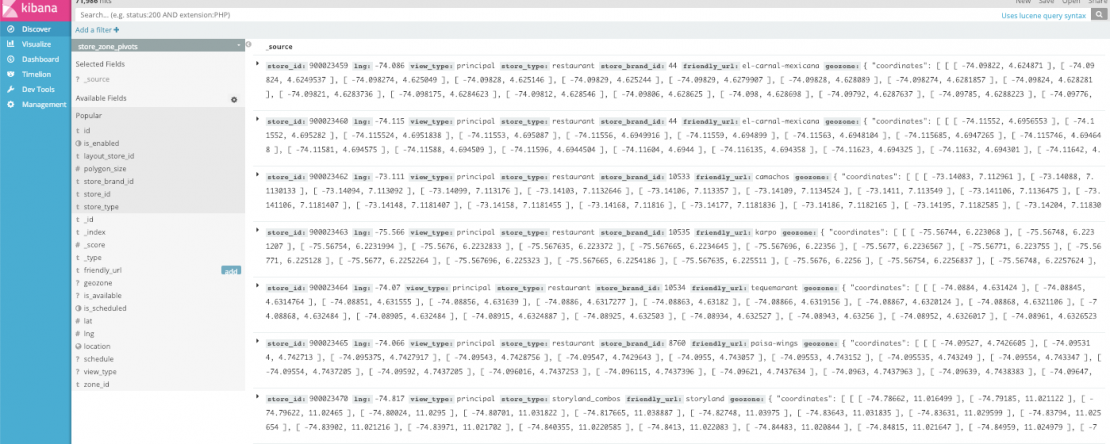 71,986 hits
New Save Open Share
kibana
Search... (e.g. status:200 AND extension:PHP)
Uses lucene query syntax
Add a filter +
Discover
Visualize
Dashboard
Timelion
Dev Tools
Management
store_zone_pivots
Selected Fields
? _source
Available Fields
Popular
t id
is_enabled
t layout_store_id
# polygon_size
t store_brand_id
t store_id
t store_type
t _id
t _index
# _score
t _type
t friendly_url add
? geozone
? is_available
is_scheduled
# lat
# lng
location
? schedule
? view_type
t zone_id
_source
store_id: 900023459 lng: -74.086 view_type: principal store_type: restaurant store_brand_id: 44 friendly_url: el-carnal-mexicana geozone: { "coordinates": [ [ [ -74.09822, 4.624871 ], [ -74.09
824, 4.6249537 ], [ -74.098274, 4.625049 ], [ -74.09828, 4.625146 ], [ -74.09829, 4.625244 ], [ -74.09829, 4.6279907 ], [ -74.09828, 4.628089 ], [ -74.098274, 4.6281857 ], [ -74.09824, 4.628281
], [ -74.09821, 4.6283736 ], [ -74.098175, 4.6284623 ], [ -74.09812, 4.628546 ], [ -74.09806, 4.628625 ], [ -74.098, 4.628698 ], [ -74.09792, 4.6287637 ], [ -74.09785, 4.6288223 ], [ -74.09776,
store_id: 900023460 lng: -74.115 view_type: principal store_type: restaurant store_brand_id: 44 friendly_url: el-carnal-mexicana geozone: { "coordinates": [ [ [ -74.11552, 4.6956553 ], [ -74.1
1552, 4.695282 ], [ -74.115524, 4.6951838 ], [ -74.11553, 4.695087 ], [ -74.11556, 4.6949916 ], [ -74.11559, 4.694899 ], [ -74.11563, 4.6948104 ], [ -74.115685, 4.6947265 ], [ -74.115746, 4.69464
8 ], [ -74.11581, 4.694575 ], [ -74.11588, 4.694509 ], [ -74.11596, 4.6944504 ], [ -74.11604, 4.6944 ], [ -74.116135, 4.694358 ], [ -74.11623, 4.694325 ], [ -74.11632, 4.694301 ], [ -74.11642, 4.
store_id: 900023462 lng: -73.111 view_type: principal store_type: restaurant store_brand_id: 10533 friendly_url: camachos geozone: { "coordinates": [ [ [ -73.14083, 7.112961 ], [ -73.14088, 7.
1130133 ], [ -73.14094, 7.113092 ], [ -73.14099, 7.113176 ], [ -73.14103, 7.1132646 ], [ -73.14106, 7.113357 ], [ -73.14109, 7.1134524 ], [ -73.1411, 7.113549 ], [ -73.141106, 7.1136475 ], [ -73.
141106, 7.1181407 ], [ -73.14148, 7.1181407 ], [ -73.14158, 7.1181455 ], [ -73.14168, 7.11816 ], [ -73.14177, 7.1181836 ], [ -73.14186, 7.1182165 ], [ -73.14195, 7.1182585 ], [ -73.14204, 7.11830
store_id: 900023463 lng: -75.566 view_type: principal store_type: restaurant store_brand_id: 10535 friendly_url: karpo geozone: { "coordinates": [ [ [ -75.56744, 6.223068 ], [ -75.56748, 6.223
1207 ], [ -75.56754, 6.2231994 ], [ -75.5676, 6.2232833 ], [ -75.567635, 6.223372 ], [ -75.567665, 6.2234645 ], [ -75.567696, 6.22356 ], [ -75.5677, 6.2236567 ], [ -75.56771, 6.223755 ], [ -75.56
771, 6.225128 ], [ -75.5677, 6.2252264 ], [ -75.567696, 6.225323 ], [ -75.567665, 6.2254186 ], [ -75.567635, 6.225511 ], [ -75.5676, 6.2256 ], [ -75.56754, 6.2256837 ], [ -75.56748, 6.2257624 ],
store_id: 900023464 lng: -74.07 view_type: principal store_type: restaurant store_brand_id: 10534 friendly_url: tequemanant geozone: { "coordinates": [ [ [ -74.0884, 4.631424 ], [ -74.08845,
4.6314764 ], [ -74.08851, 4.631555 ], [ -74.08856, 4.631639 ], [ -74.0886, 4.6317277 ], [ -74.08863, 4.63182 ], [ -74.08866, 4.6319156 ], [ -74.08867, 4.6320124 ], [ -74.08868, 4.6321106 ], [ -7
4.08868, 4.632484 ], [ -74.08905, 4.632484 ], [ -74.08915, 4.6324887 ], [ -74.08925, 4.632503 ], [ -74.08934, 4.632527 ], [ -74.08943, 4.63256 ], [ -74.08952, 4.6326017 ], [ -74.08961, 4.6326523
store_id: 900023465 lng: -74.066 view_type: principal store_type: restaurant store_brand_id: 8760 friendly_url: paisa-wings geozone: { "coordinates": [ [ [ -74.09527, 4.7426605 ], [ -74.09531
4, 4.742713 ], [ -74.095375, 4.7427917 ], [ -74.09543, 4.7428756 ], [ -74.09547, 4.7429643 ], [ -74.0955, 4.743057 ], [ -74.09553, 4.743152 ], [ -74.095535, 4.743249 ], [ -74.09554, 4.743347 ],
[ -74.09554, 4.7437205 ], [ -74.09592, 4.7437205 ], [ -74.096016, 4.7437253 ], [ -74.096115, 4.7437396 ], [ -74.09621, 4.7437634 ], [ -74.0963, 4.7437963 ], [ -74.09639, 4.7438383 ], [ -74.09647,
store_id: 900023470 lng: -74.817 view_type: principal store_type: storyland_combos friendly_url: storyland geozone: { "coordinates": [ [ [ -74.78662, 11.016499 ], [ -74.79185, 11.021122 ], [ -
74.79622, 11.02465 ], [ -74.80024, 11.0295 ], [ -74.80701, 11.031822 ], [ -74.817665, 11.038887 ], [ -74.82748, 11.03975 ], [ -74.83643, 11.031835 ], [ -74.83631, 11.029599 ], [ -74.83794, 11.025
654 ], [ -74.83902, 11.021216 ], [ -74.83971, 11.021702 ], [ -74.840355, 11.0220585 ], [ -74.8413, 11.022083 ], [ -74.84483, 11.020844 ], [ -74.84815, 11.021647 ], [ -74.84959, 11.024979 ], [ -7